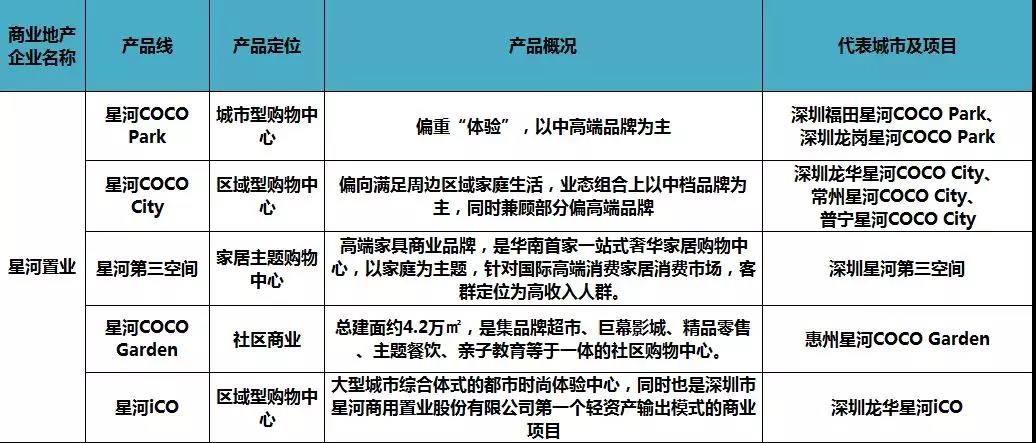 商业地产
企业名称
产品线
产品定位
产品概况
代表城市及项目
星河置业
星河COCO
Park
城市型购物中
心
偏重“体验”，以中高端品牌为主
深圳福田星河COCO Park、
深圳龙岗星河COCO Park
星河COCO
City
区域型购物中
心
偏向满足周边区域家庭生活，业态组合上以中档品牌为
主，同时兼顾部分偏高端品牌
深圳龙华星河COCO City、
常州星河COCO City、
普宁星河COCO City
星河第三空间
家居主题购物
中心
高端家具商业品牌，是华南首家一站式奢华家居购物中
心，以家庭为主题，针对国际高端消费家居消费市场，客
群定位为高收入人群。
深圳星河第三空间
星河COCO
Garden
社区商业
总建面约4.2万㎡，是集品牌超市、巨幕影城、精品零售
、主题餐饮、亲子教育等于一体的社区购物中心。
惠州星河COCO Garden
星河iCO
区域型购物中
心
大型城市综合体式的都市时尚体验中心，同时也是深圳市
星河商用置业股份有限公司第一个轻资产输出模式的商业
项目
深圳龙华星河iCO